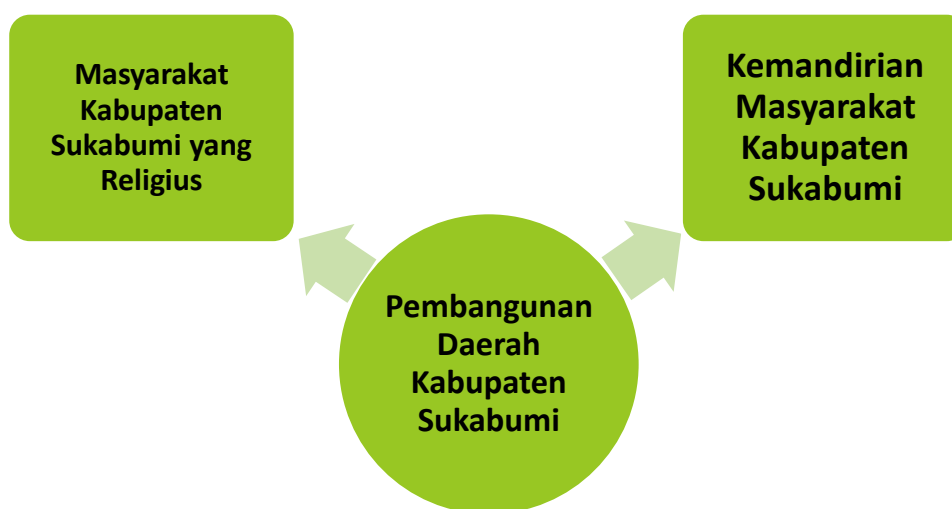 Masyarakat
Kabupaten
Sukabumi yang
Religius
Kemandirian
Masyarakat
Kabupaten
Sukabumi
Pembangunan
Daerah
Kabupaten
Sukabumi